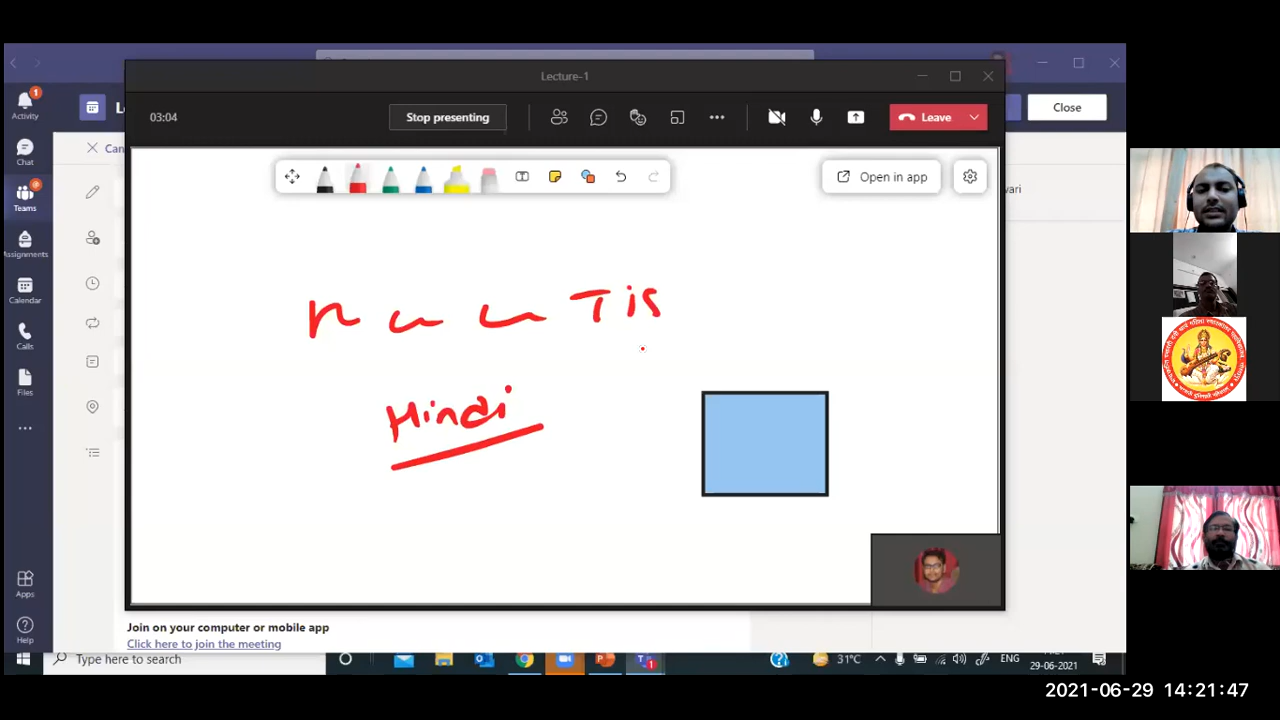 Lecture-1
03:04
Stop presenting
Leave
Close
Activity
Chat
Teams
Assignments
Calendar
Calls
Files
Apps
Help
Open in app
T is
Hindi
Join on your computer or mobile app
Click here to join the meeting
Type here to search
31°C
ENG
29-06-2021
2021-06-29 14:21:47